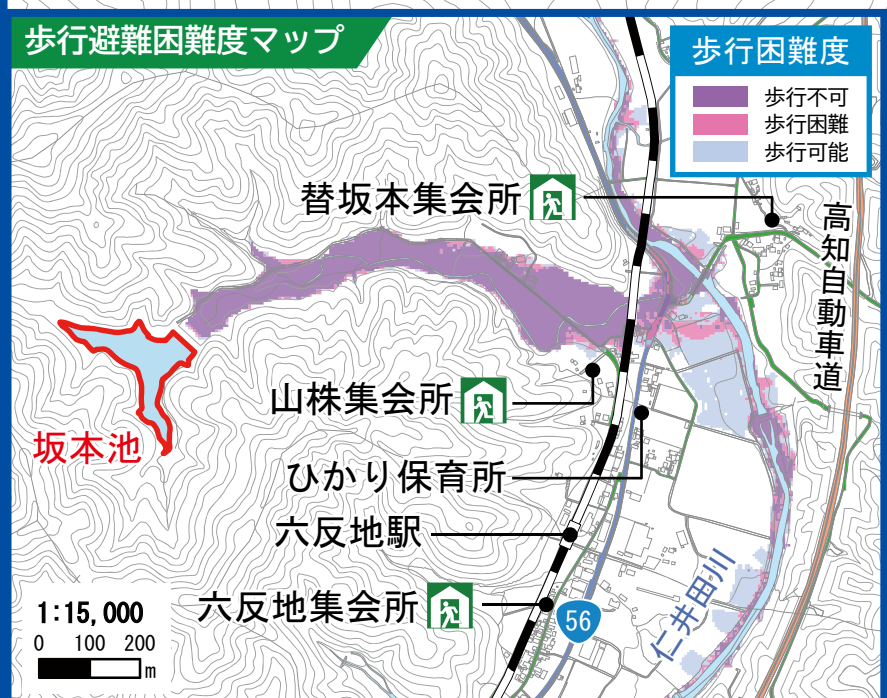 歩行避難困難度マップ
歩行困難度
歩行不可
歩行困難
歩行可能
替坂本集会所
高知自動車道
山株集会所
坂本池
ひかり保育所
六反地駅
六反地集会所
56
仁井田川
1:15,000
0 100 200
m